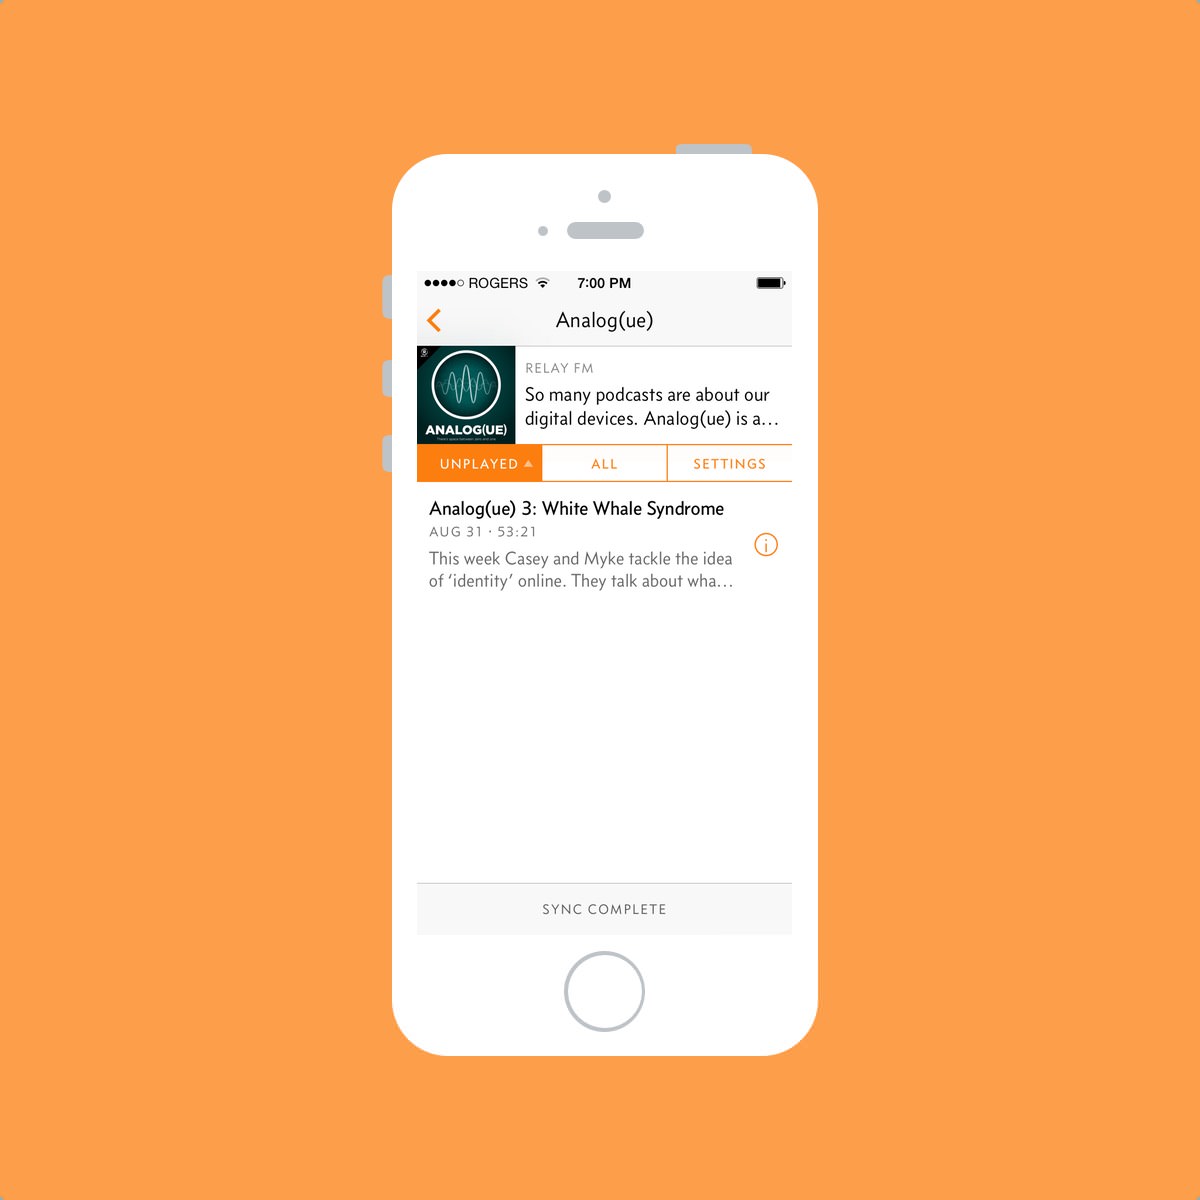 ROGERS 7:00 PM
Analog(ue)
RELAY FM
So many podcasts are about our
digital devices. Analog(ue) is a…
ANALOG(UE)
UNPLAYED ALL SETTINGS
Analog(ue) 3: White Whale Syndrome
AUG 31 · 53:21
This week Casey and Myke tackle the idea
of ‘identity’ online. They talk about wha…
SYNC COMPLETE